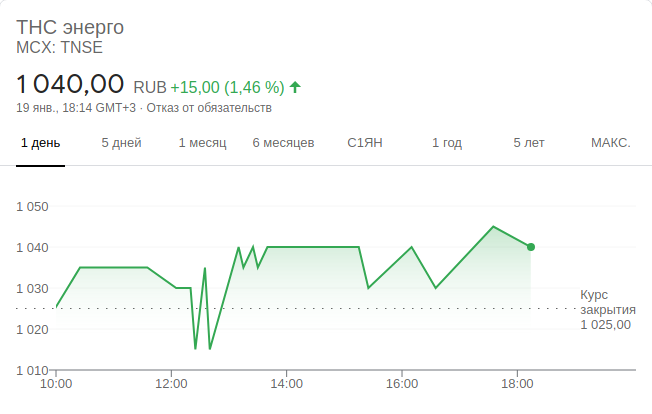 ТНС энерго
MCX: TNSE
1 040,00 RUB +15,00 (1,46 %)
19 янв., 18:14 GMT+3 · Отказ от обязательств
1 день 5 дней 1 месяц 6 месяцев С1ЯН 1 год 5 лет МАКС.
1 050
1 040
1 030
Курс
закрытия
1 025,00
1 020
1 010
10:00 12:00 14:00 16:00 18:00